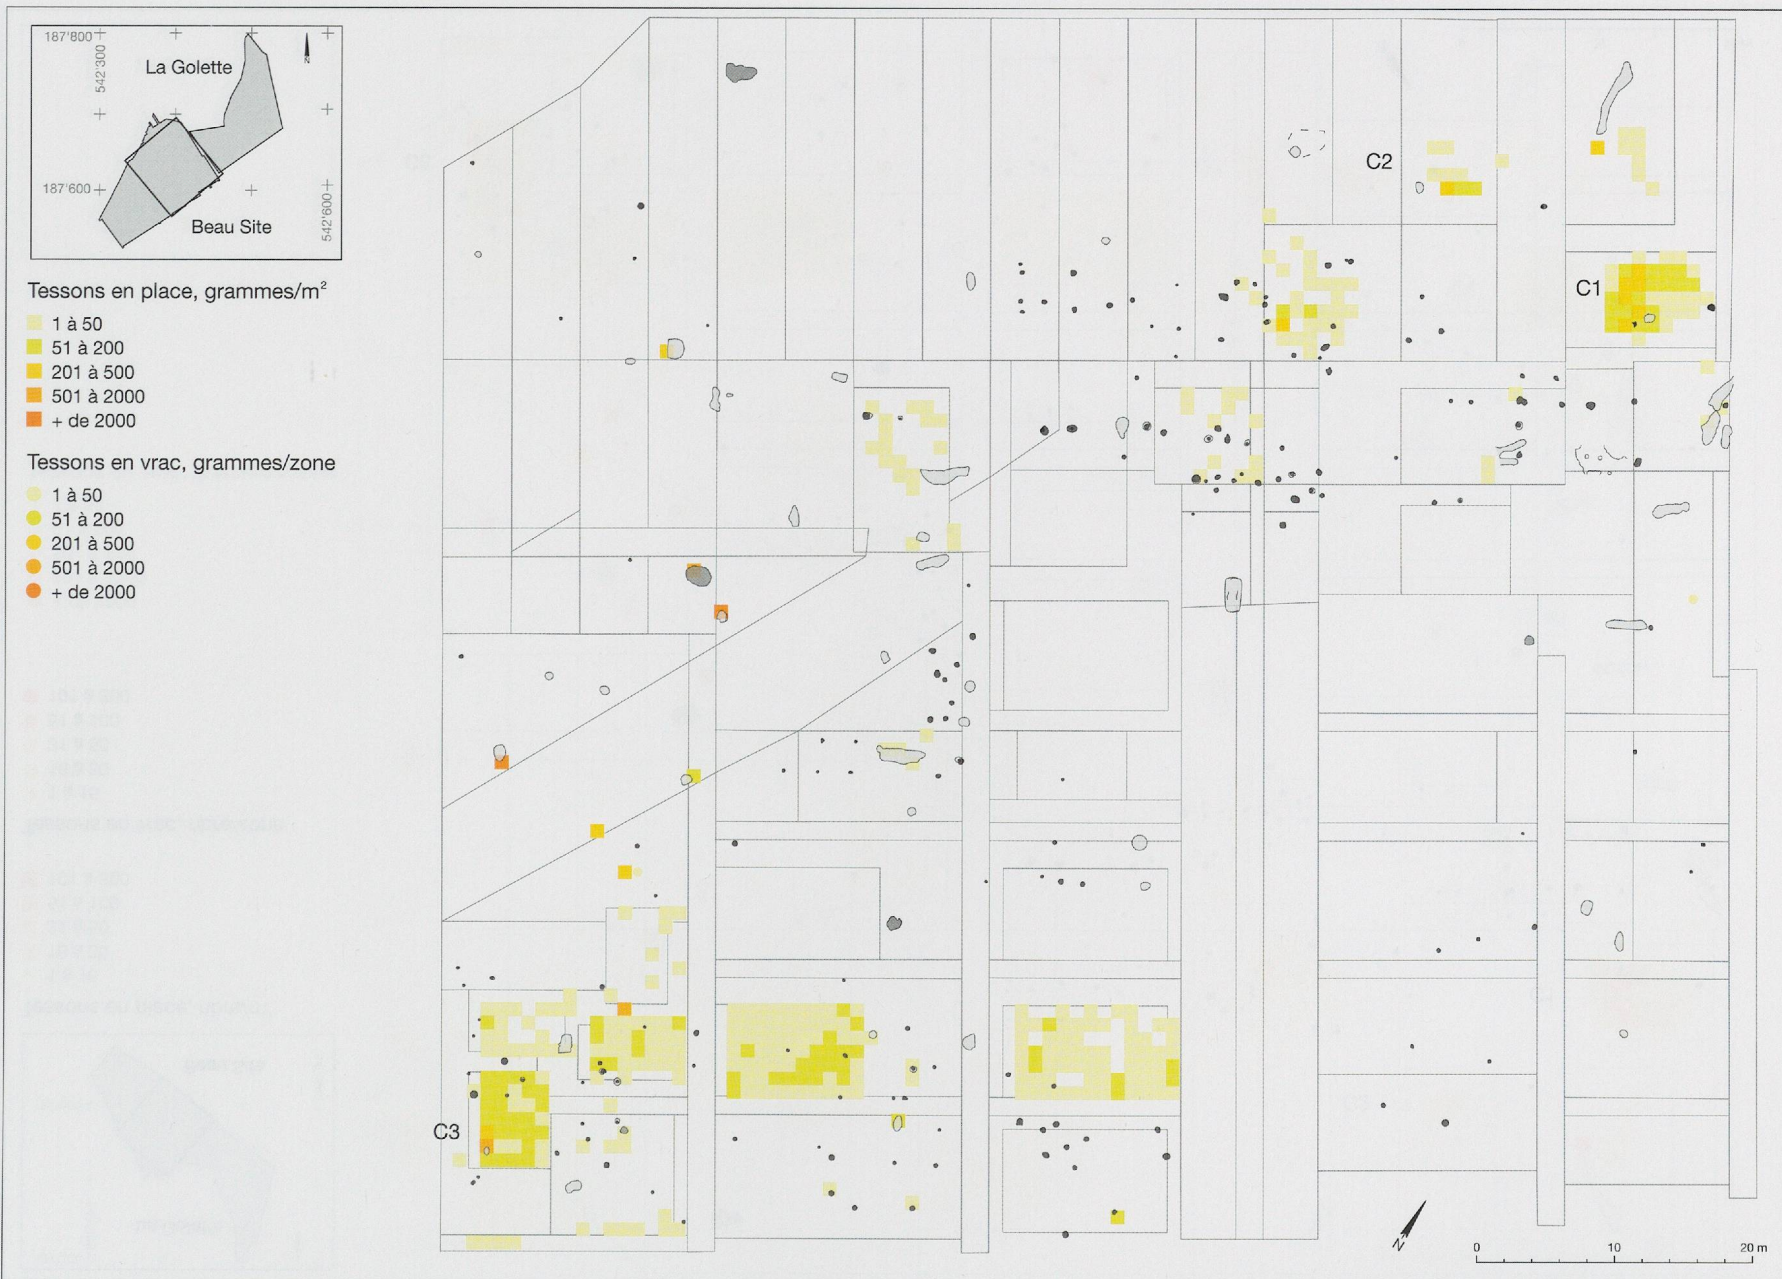 187'800
542'300
N
La Golette
187'600
542'600
Beau Site
Tessons en place, grammes/m²
1 à 50
51 à 200
201 à 500
501 à 2000
+ de 2000
Tessons en vrac, grammes/zone
1 à 50
51 à 200
201 à 500
501 à 2000
+ de 2000
C2
C1
C3
N
0 10 20 m